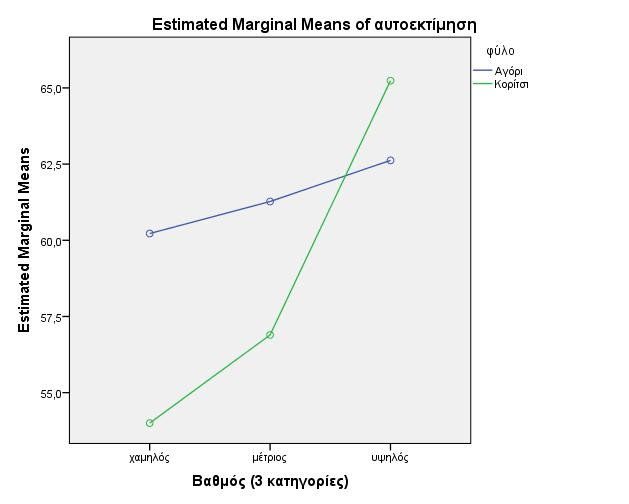 Estimated Marginal Means of αυτοεκτίμηση
φύλο
Αγόρι
Κορίτσι
Estimated Marginal Means
65,0
62,5
60,0
57,5
55,0
χαμηλός μέτριος υψηλός
Βαθμός (3 κατηγορίες)